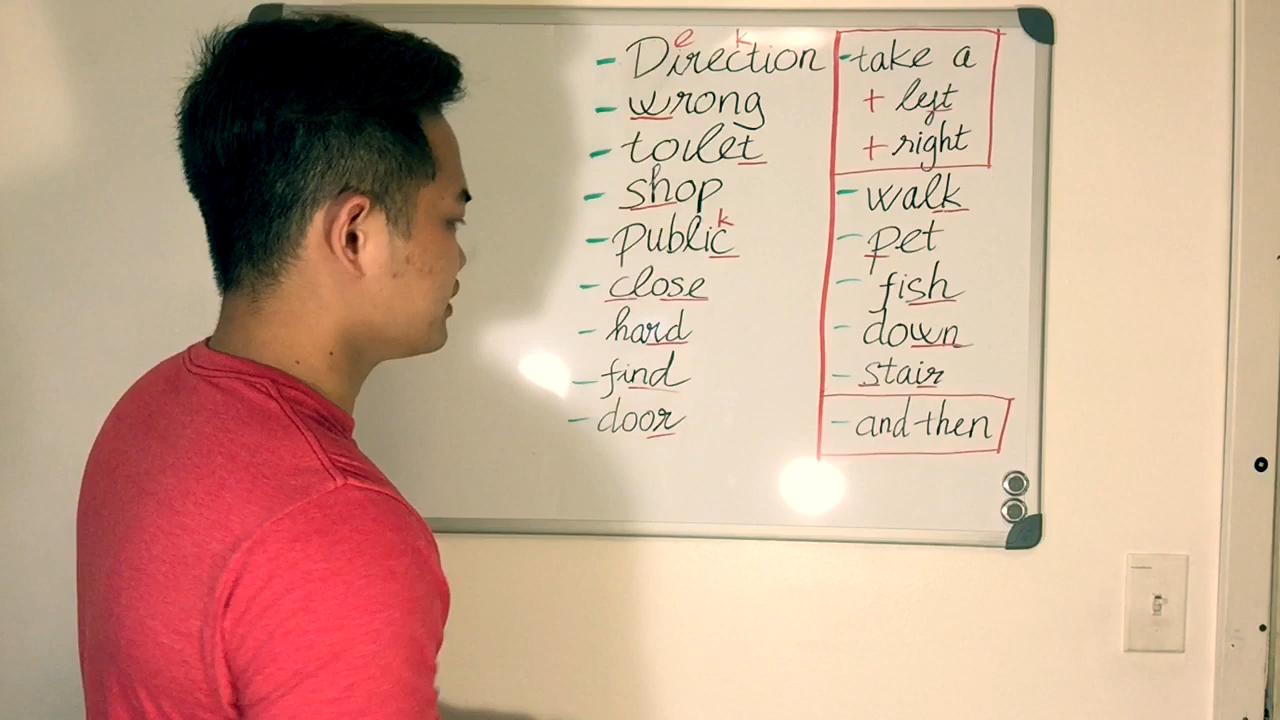 e k
- Direction
- wrong
- toilet
- shop
k
- public
- close
- hard
- find
- door
- take a
+ left
+ right
- walk
- pet
- fish
- down
- stair
- and then